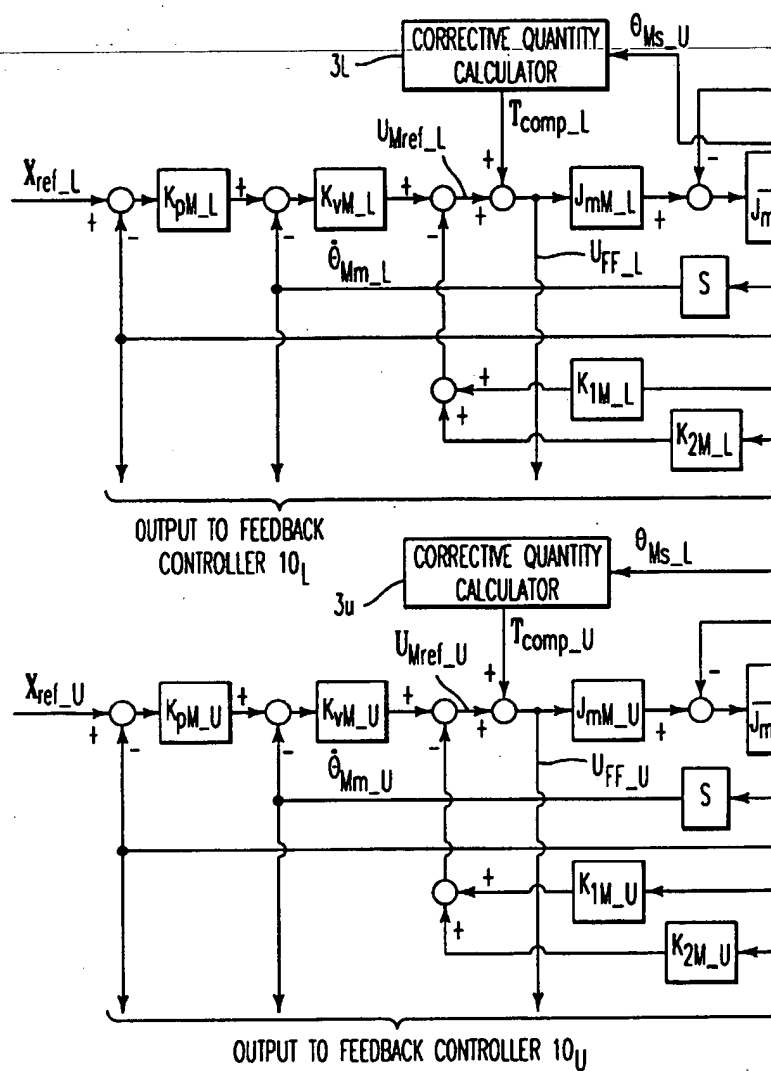 CORRECTIVE QUANTITY
CALCULATOR
3L
θMs_U
Tcomp_L
UMref_L
Xref_L
+
-
KpM_L
+
-
KvM_L
+
-
+
+
JmM_L
+
-
Jm
θ̇Mm_L
UFF_L
S
+
K1M_L
+
K2M_L
OUTPUT TO FEEDBACK
CONTROLLER 10L
CORRECTIVE QUANTITY
CALCULATOR
3u
θMs_L
Tcomp_U
UMref_U
Xref_U
+
-
KpM_U
+
-
KvM_U
+
-
+
+
JmM_U
+
-
Jm
θ̇Mm_U
UFF_U
S
+
K1M_U
+
K2M_U
OUTPUT TO FEEDBACK CONTROLLER 10U